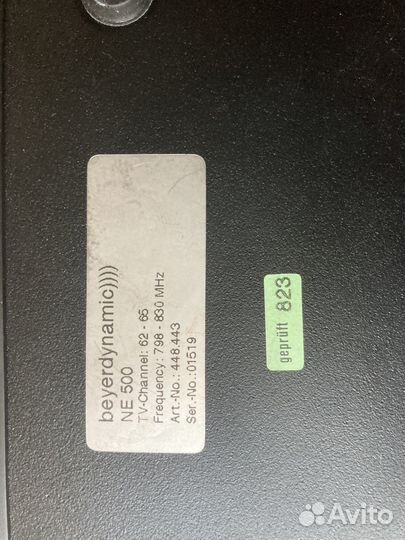 beyerdynamic))))
NE 500
TV-Channel: 62 - 65
Frequency: 798 - 830 MHz
Art.-No.: 448.443
Ser.-No.:01519
geprüft 823
Avito